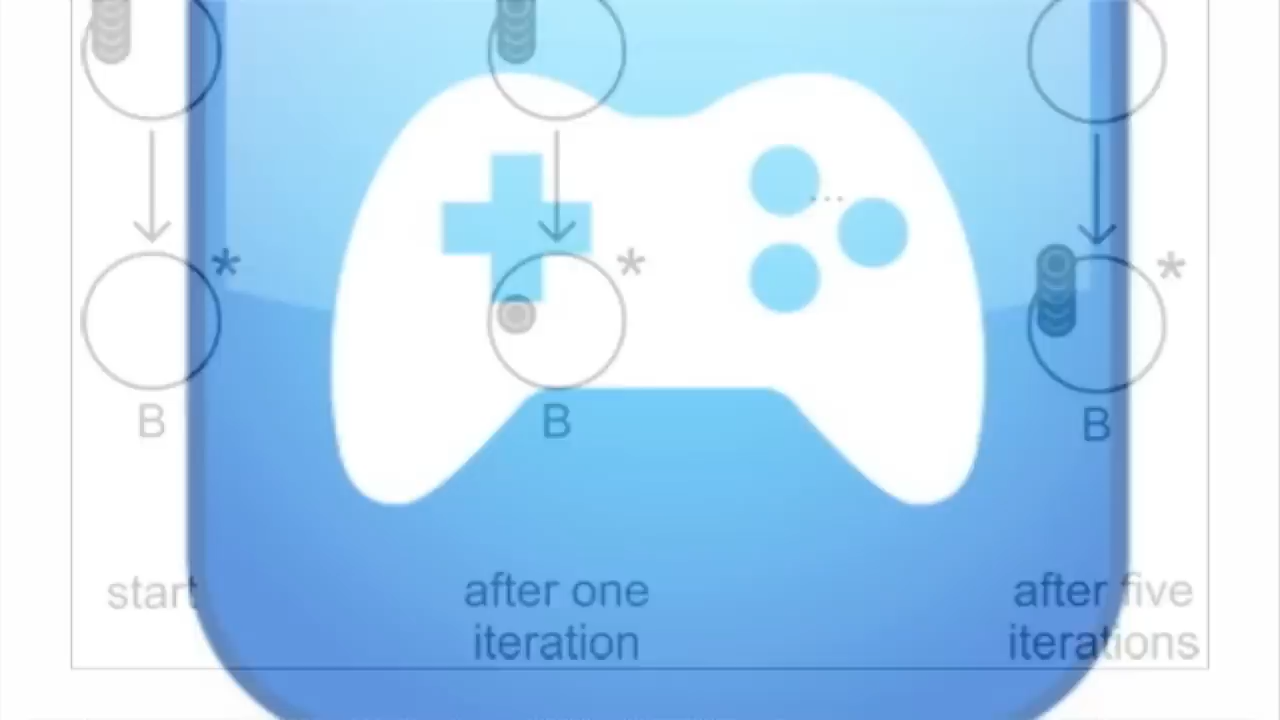 * * *
B B B
start after one after five
iteration iterations